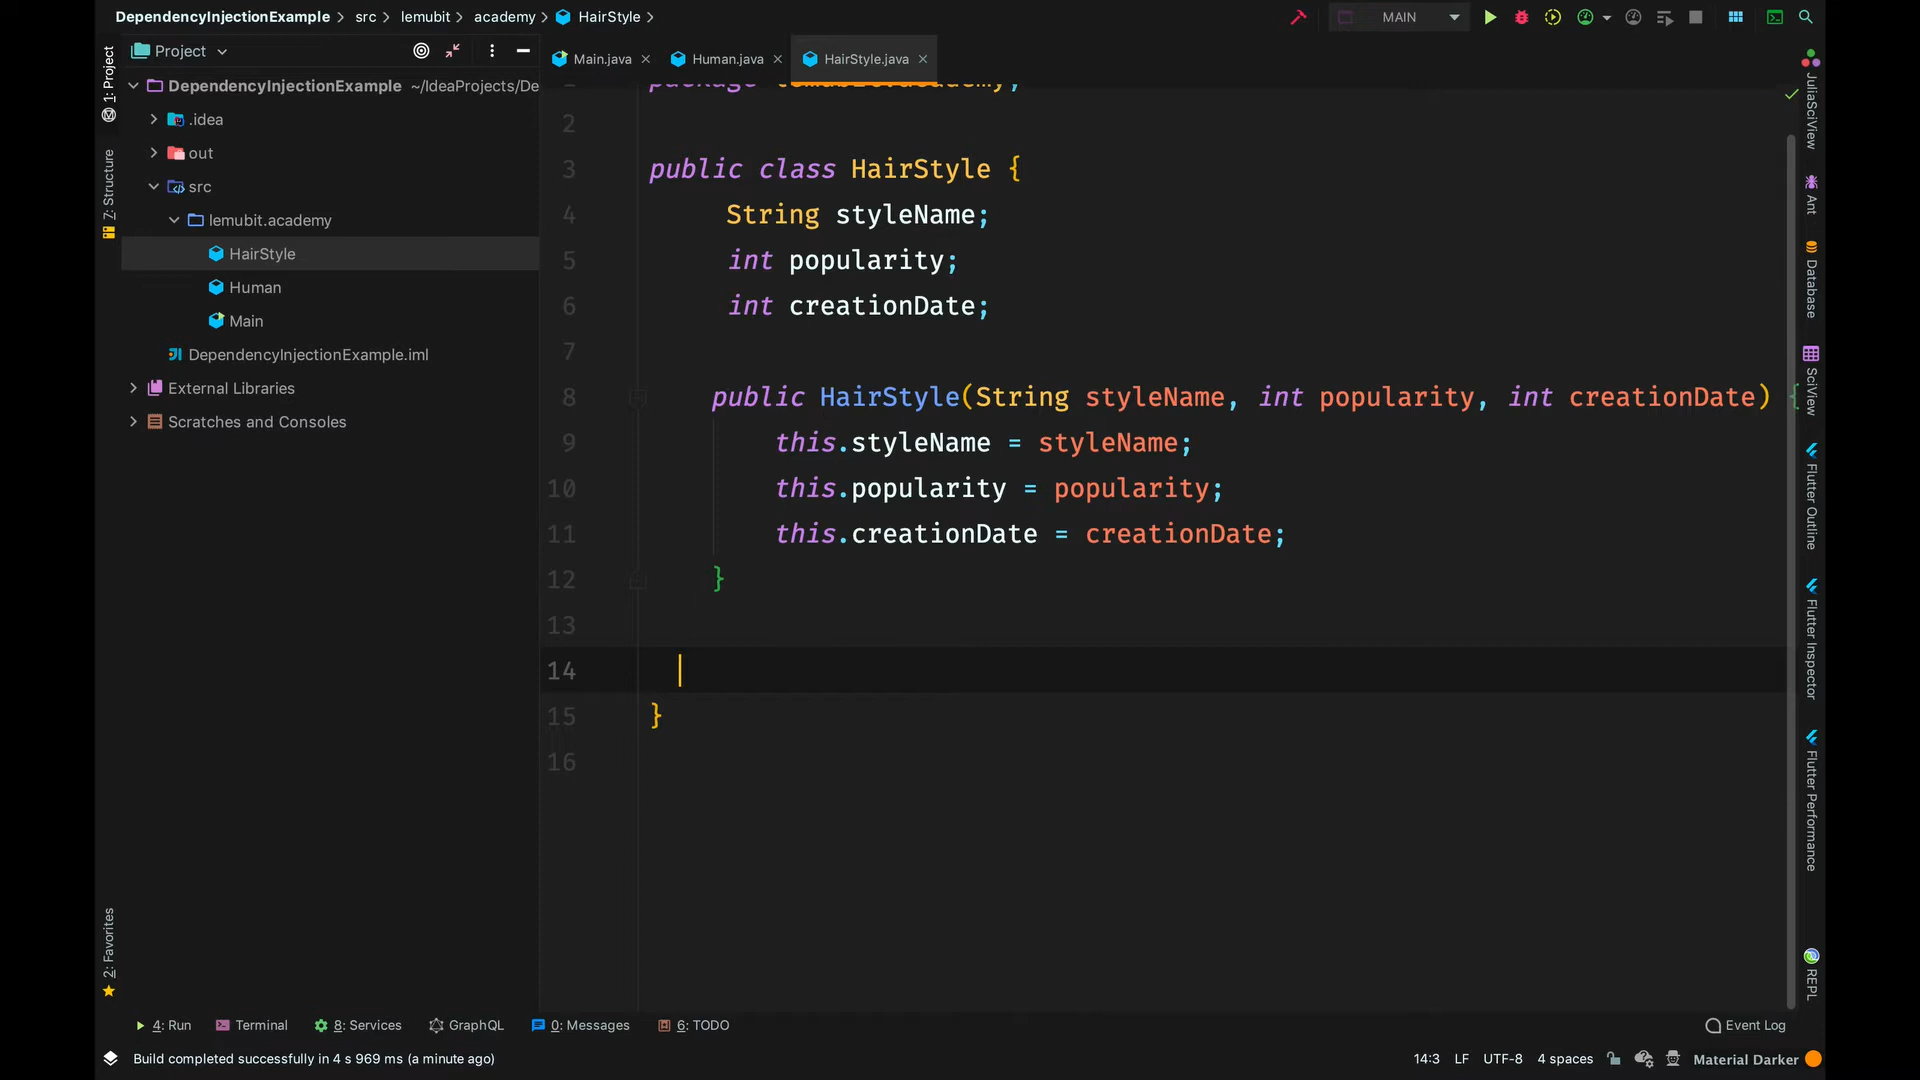 DependencyInjectionExample src lemubit academy HairStyle MAIN
Project
Main.java Human.java HairStyle.java
1: Project
7: Structure
2: Favorites
DependencyInjectionExample ~/IdeaProjects/De
.idea
out
src
lemubit.academy
HairStyle
Human
Main
DependencyInjectionExample.iml
External Libraries
Scratches and Consoles
1 package lemubit.academy;
2
3 public class HairStyle {
4 String styleName;
5 int popularity;
6 int creationDate;
7
8 public HairStyle(String styleName, int popularity, int creationDate) {
9 this.styleName = styleName;
10 this.popularity = popularity;
11 this.creationDate = creationDate;
12 }
13
14
15 }
16
JuliaSciView
Ant
Database
SciView
Flutter Outline
Flutter Inspector
Flutter Performance
REPL
4: Run Terminal 8: Services GraphQL 0: Messages 6: TODO Event Log
Build completed successfully in 4 s 969 ms (a minute ago) 14:3 LF UTF-8 4 spaces Material Darker